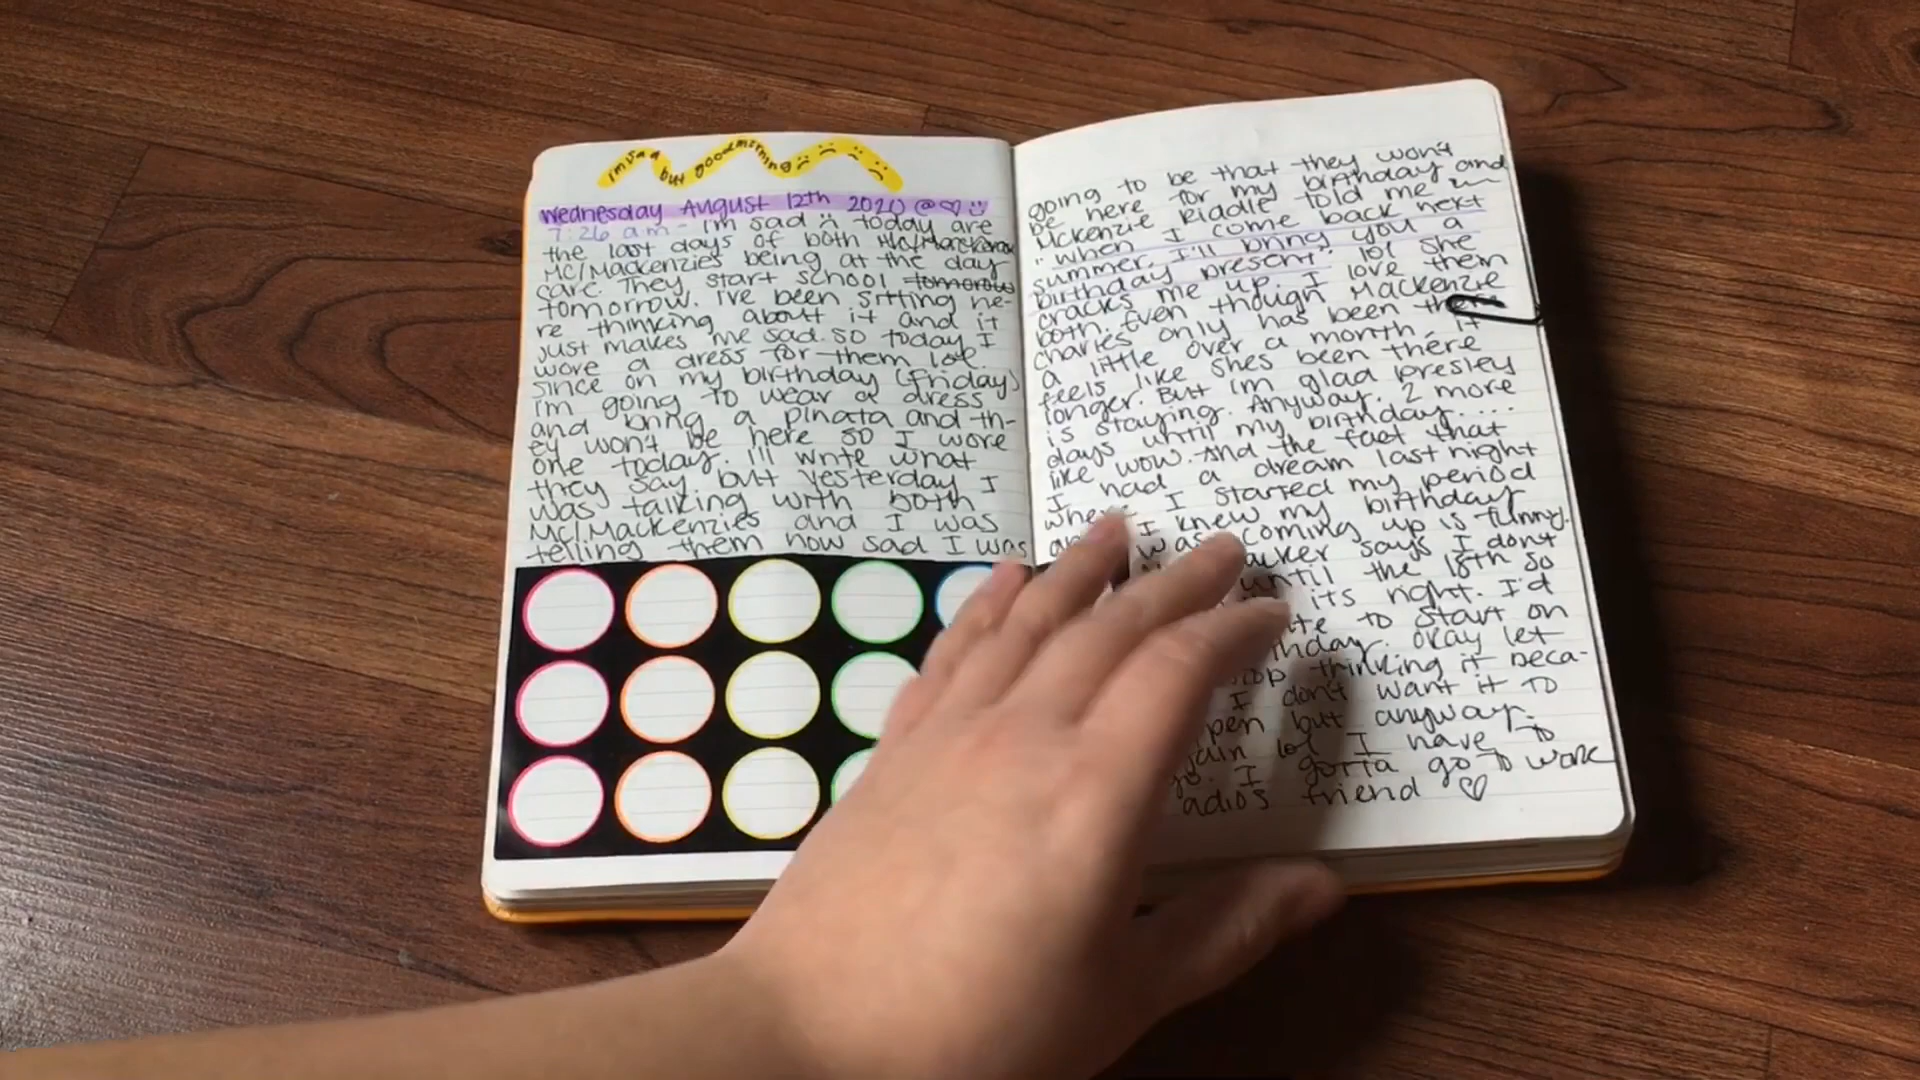 im sad but good morning
Wednesday August 12th 2020 @♡
7:26 a.m - im sad :( today are
the last days of both
MC/Mackenzies being at the day
care. They start school tomorrow
tomorrow. I've been sitting he-
re thinking about it and it
just makes me sad. so today I
wore a dress for them lol.
since on my birthday (friday)
I'm going to wear a dress
and bring a pinata and th-
ey won't be here so I wore
one today. I'll write what
they say but yesterday I
was talking with both
Mc/Mackenzies and I was
telling them how sad I was
going to be that they won't
be here for my birthday and
Mckenzie Riddle told me
"when I come back next
summer, I'll bring you a
birthday present". lol she
cracks me up. I love them
both. Even though Mackenzie
charles only has been there
a little over a month, it
feels like shes been there
longer. But I'm glad presley
is staying. Anyway. 2 more
days until my birthday....
like wow. And the fact that
I had a dream last night
where I started my period
I knew my birthday
was coming up is funny.
says I don't
until the 18th so
its right. I'd
to start on
okay let
stop thinking it beca-
I don't want it to
but anyway.
lol I have to
go. I gotta go to work
adios friend ♡